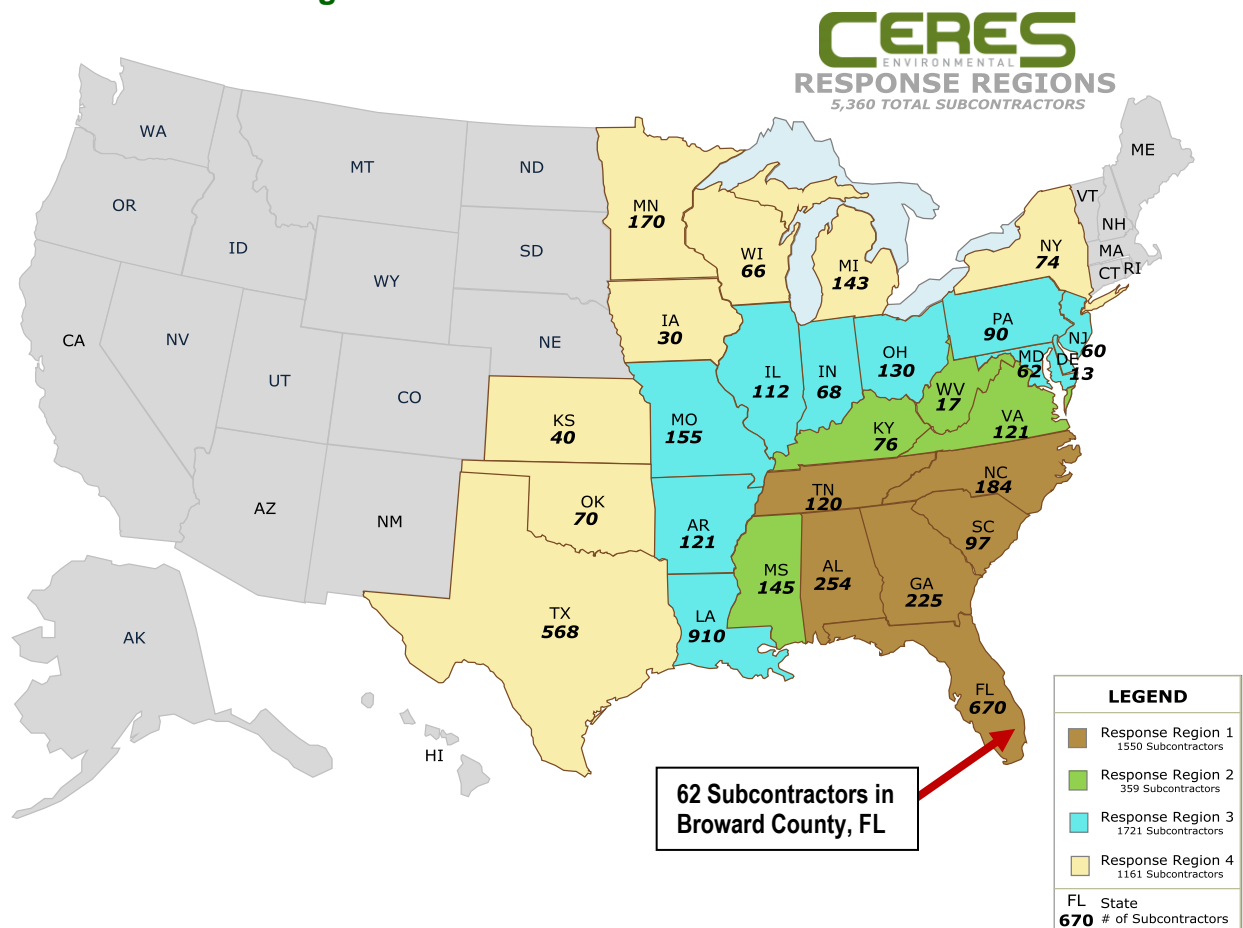 g
CERES
ENVIRONMENTAL
RESPONSE REGIONS
5,360 TOTAL SUBCONTRACTORS
WA
MT
ND
OR
ID
SD
WY
NE
CA
NV
UT
CO
AZ
NM
AK
HI
ME
VT
NH
MA
CT
RI
MN
170
WI
66
MI
143
NY
74
IA
30
PA
90
NJ
60
OH
130
MD
62
DE
13
IL
112
IN
68
WV
17
VA
121
KS
40
MO
155
KY
76
NC
184
TN
120
OK
70
AR
121
SC
97
MS
145
AL
254
GA
225
TX
568
LA
910
FL
670
62 Subcontractors in
Broward County, FL
LEGEND
Response Region 1
1550 Subcontractors
Response Region 2
359 Subcontractors
Response Region 3
1721 Subcontractors
Response Region 4
1161 Subcontractors
FL State
670 # of Subcontractors